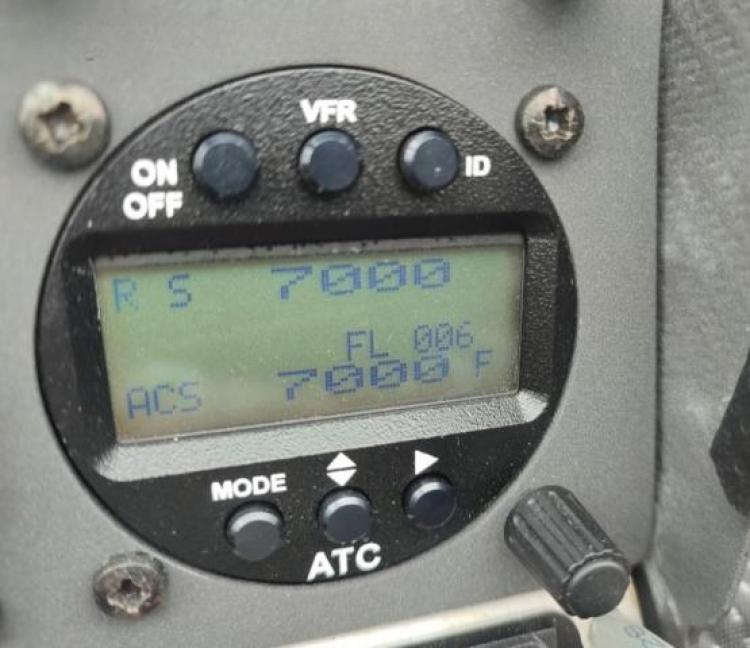 VFR
ON
OFF
ID
R S 7000
FL 006
ACS 7000 F
MODE
ATC